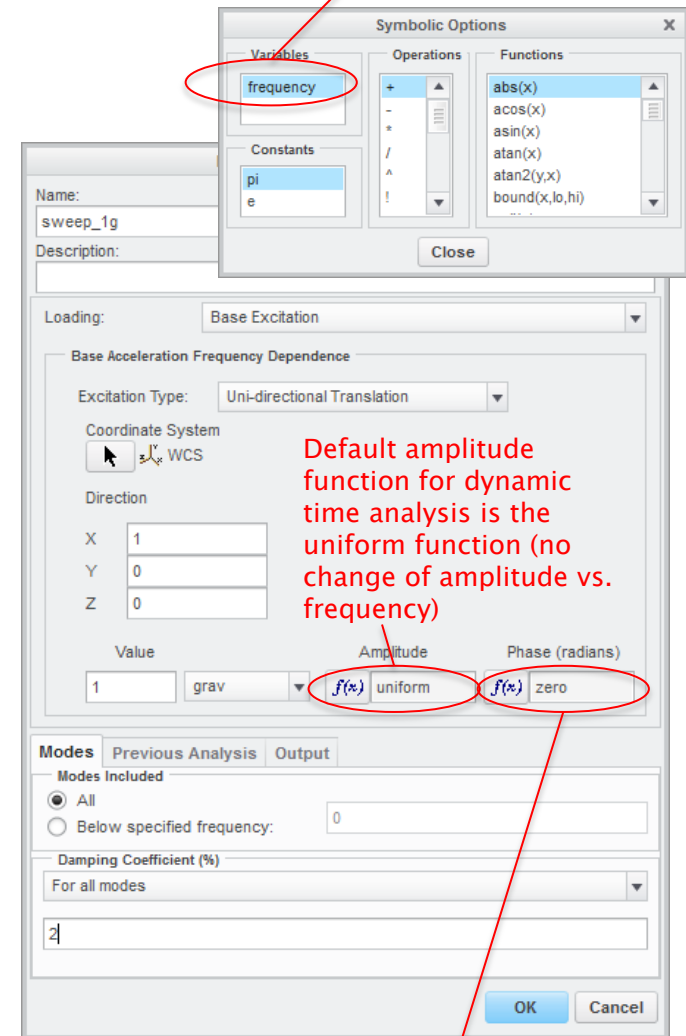 Symbolic Options X
Variables Operations Functions
frequency
+
-
*
/
^
!
abs(x)
acos(x)
asin(x)
atan(x)
atan2(y,x)
bound(x,lo,hi)
Constants
pi
e
Close
Name:
sweep_1g
Description:
Loading: Base Excitation
Base Acceleration Frequency Dependence
Excitation Type: Uni-directional Translation
Coordinate System
WCS
Direction
X 1
Y 0
Z 0
Default amplitude
function for dynamic
time analysis is the
uniform function (no
change of amplitude vs.
frequency)
Value Amplitude Phase (radians)
1 grav f(x) uniform f(x) zero
Modes Previous Analysis Output
Modes Included
All
Below specified frequency: 0
Damping Coefficient (%)
For all modes
2
OK Cancel